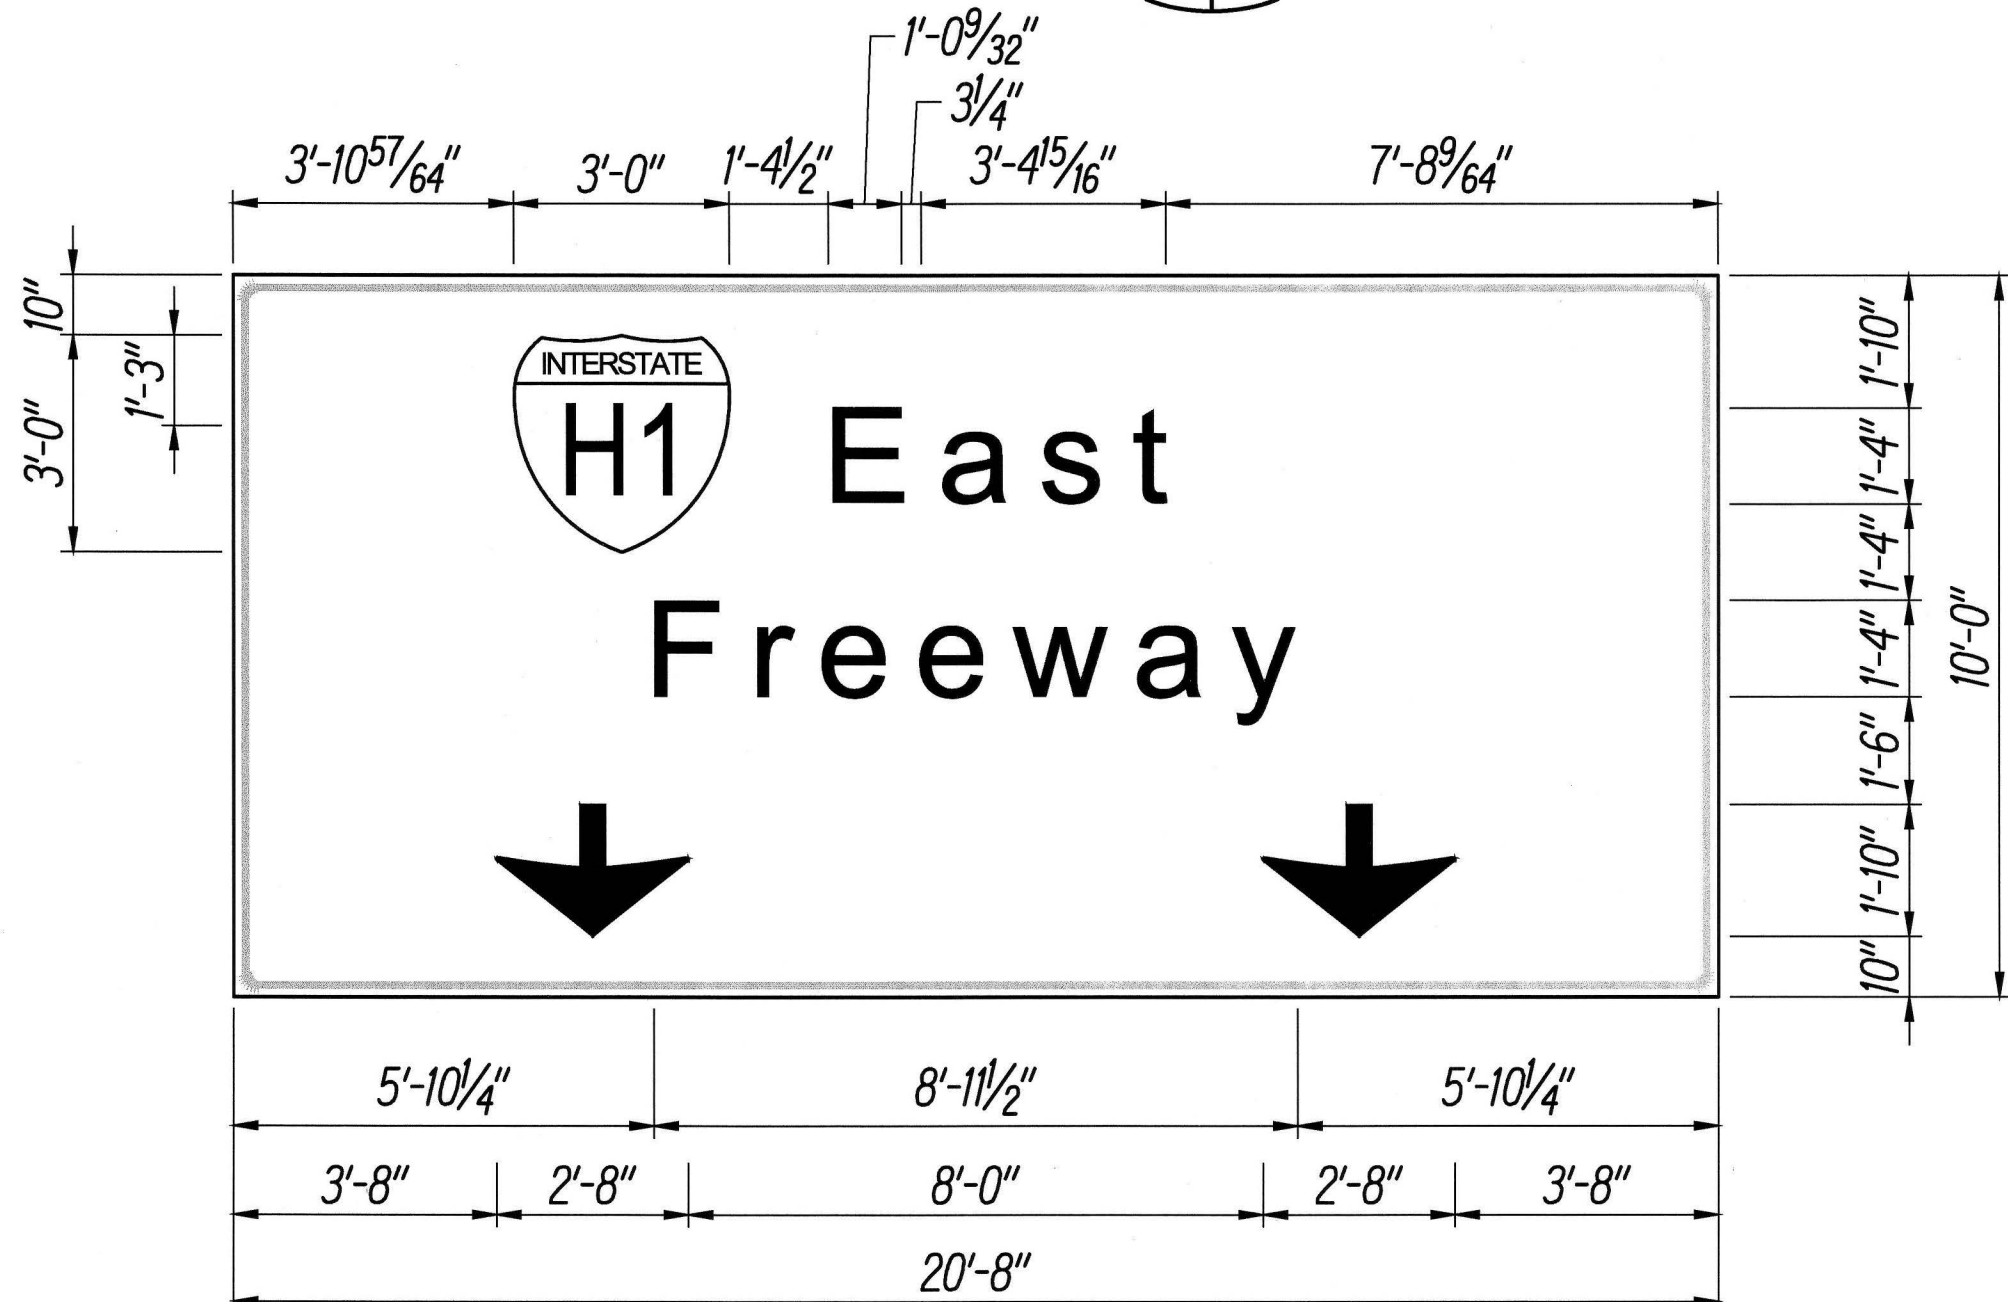 1'-0 9/32"
3 1/4"
3'-10 57/64" 3'-0" 1'-4 1/2" 3'-4 15/16" 7'-8 9/64"
10"
1'-3"
3'-0"
INTERSTATE
H1 East
Freeway
1'-10"
1'-4"
1'-4"
1'-4"
1'-6"
1'-10"
10"
10'-0"
5'-10 1/4" 8'-11 1/2" 5'-10 1/4"
3'-8" 2'-8" 8'-0" 2'-8" 3'-8"
20'-8"